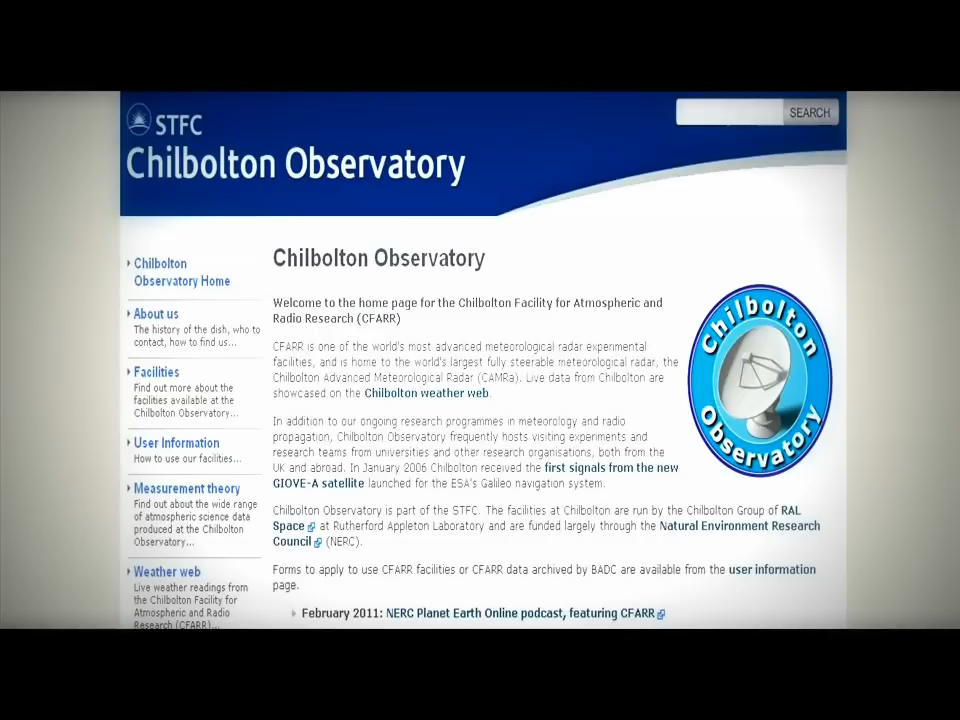 STFC
Chilbolton Observatory
SEARCH
Chilbolton
Observatory Home
About us
The history of the dish, who to
contact, how to find us...
Facilities
Find out more about the
facilities available at the
Chilbolton Observatory...
User Information
How to use our facilities...
Measurement theory
Find out about the wide range
of atmospheric science data
produced at the Chilbolton
Observatory...
Weather web
Live weather readings from
the Chilbolton Facility for
Atmospheric and Radio
Research (CFARR)...
Chilbolton Observatory
Welcome to the home page for the Chilbolton Facility for Atmospheric and
Radio Research (CFARR)
CFARR is one of the world's most advanced meteorological radar experimental
facilities, and is home to the world's largest fully steerable meteorological radar, the
Chilbolton Advanced Meteorological Radar (CAMRa). Live data from Chilbolton are
showcased on the Chilbolton weather web.
In addition to our ongoing research programmes in meteorology and radio
propagation, Chilbolton Observatory frequently hosts visiting experiments and
research teams from universities and other research organisations, both from the
UK and abroad. In January 2006 Chilbolton received the first signals from the new
GIOVE-A satellite launched for the ESA's Galileo navigation system.
Chilbolton Observatory is part of the STFC. The facilities at Chilbolton are run by the Chilbolton Group of RAL
Space at Rutherford Appleton Laboratory and are funded largely through the Natural Environment Research
Council (NERC).
Forms to apply to use CFARR facilities or CFARR data archived by BADC are available from the user information
page.
February 2011: NERC Planet Earth Online podcast, featuring CFARR
Chilbolton
Observatory